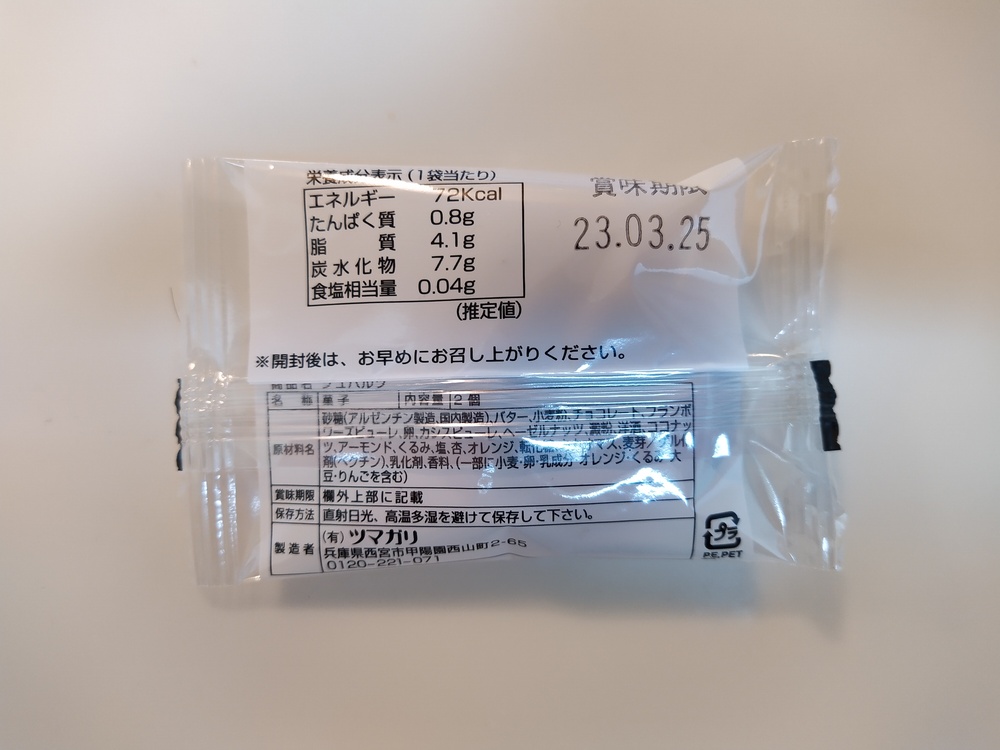 栄養成分表示(1袋当たり)
エネルギー 72Kcal
たんぱく質 0.8g
脂質 4.1g
炭水化物 7.7g
食塩相当量 0.04g
(推定値)
賞味期限
23.03.25
※開封後は、お早めにお召し上がりください。
商品名
名称 菓子 内容量 2個
原材料名 砂糖(アルゼンチン製造、国内製造)、バター、小麦粉、チョコレート、フランボ
ワーズピューレ、卵、カシスピューレ、ヘーゼルナッツ、澱粉、洋酒、ココナッ
ツ、アーモンド、くるみ、塩、杏、オレンジ、転化糖、麦芽/
剤(ペクチン)、乳化剤、香料、(一部に小麦・卵・乳成分・オレンジ・くるみ・大
豆・りんごを含む)
賞味期限 欄外上部に記載
保存方法 直射日光、高温多湿を避けて保存して下さい。
製造者 (有)ツマガリ
兵庫県西宮市甲陽園西山町2-65
0120-221-071
プラ
P.E.PET